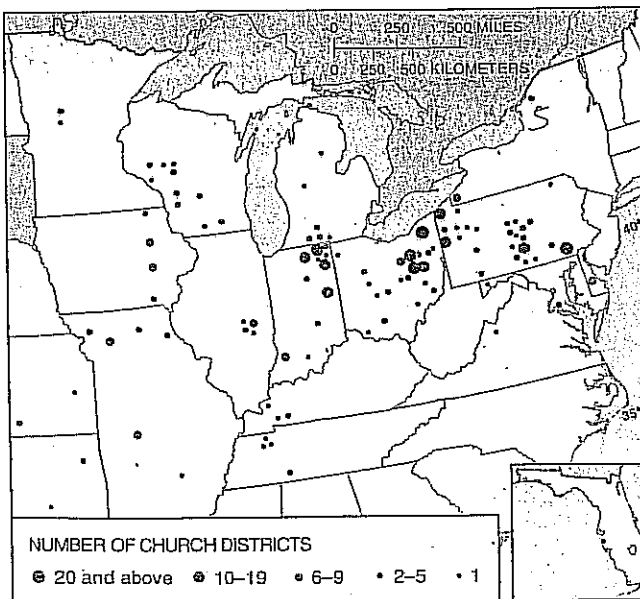 0 250 500 MILES
0 250 500 KILOMETERS
40°
35°
NUMBER OF CHURCH DISTRICTS
20 and above 10–19 6–9 2–5 1